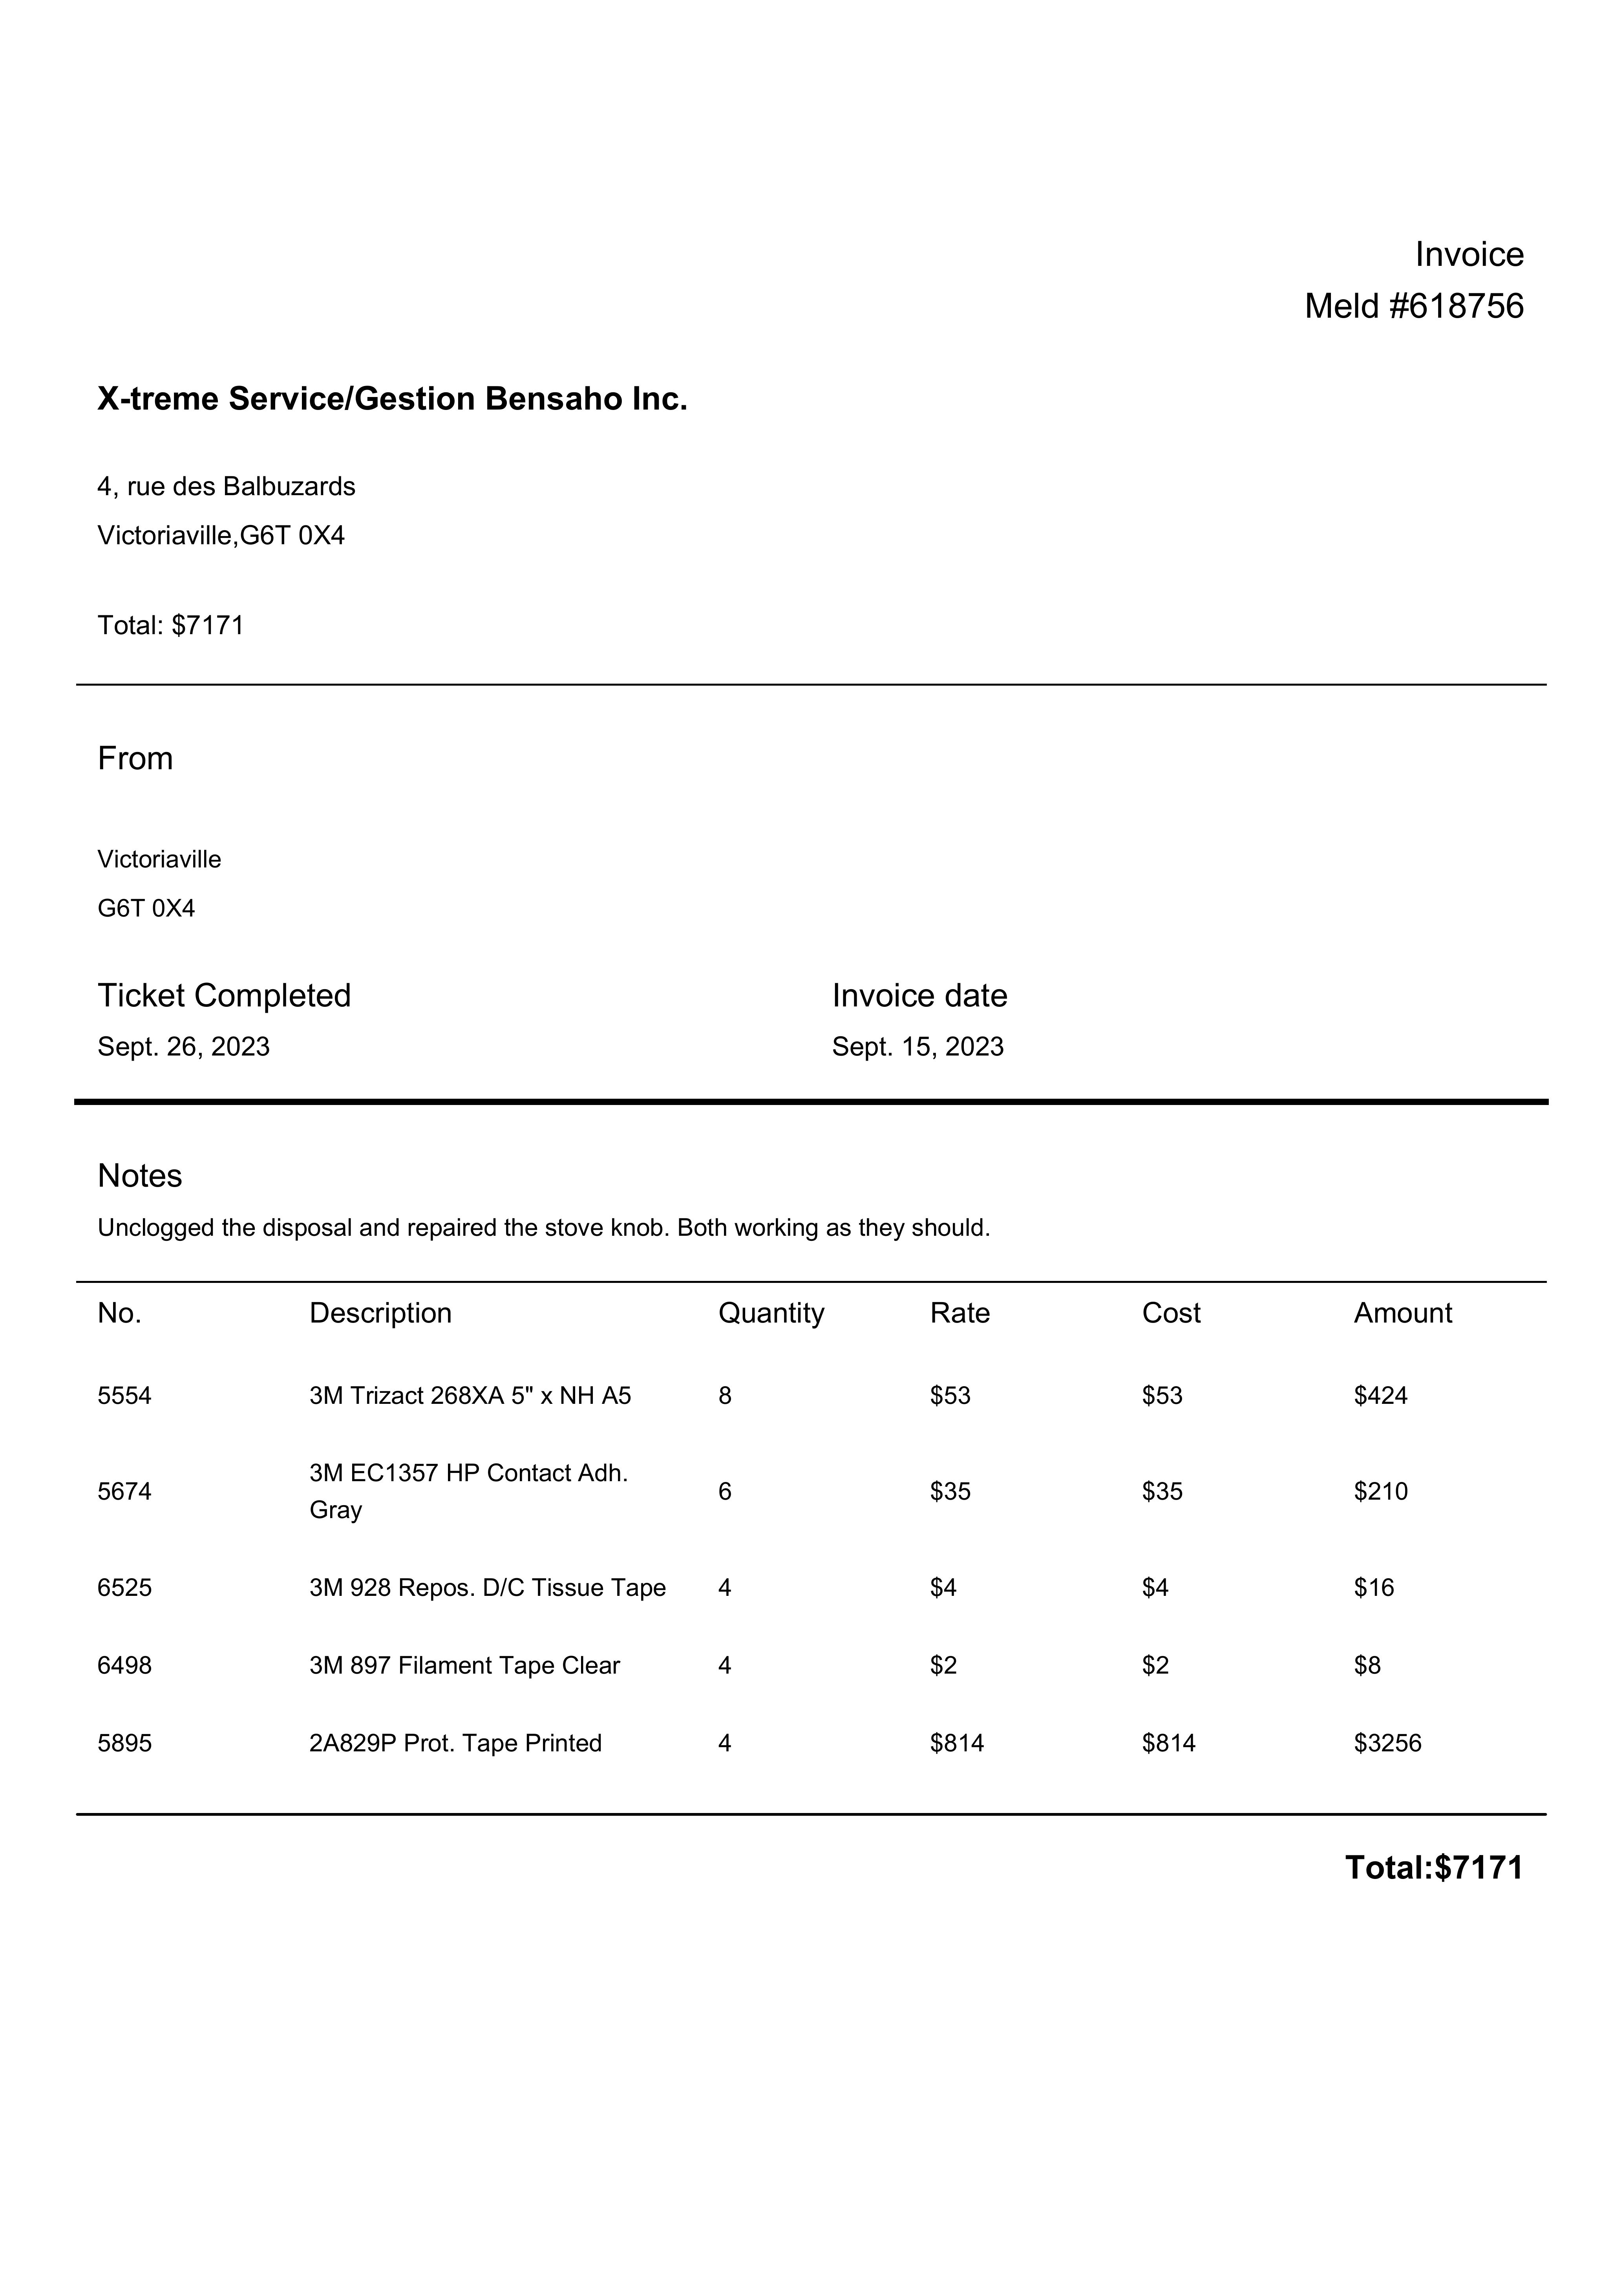 Invoice
Meld #618756
X-treme Service/Gestion Bensaho Inc.
4, rue des Balbuzards
Victoriaville,G6T 0X4
Total: $7171
From
Victoriaville
G6T 0X4
Ticket Completed Invoice date
Sept. 26, 2023 Sept. 15, 2023
Notes
Unclogged the disposal and repaired the stove knob. Both working as they should.
No. Description Quantity Rate Cost Amount
5554 3M Trizact 268XA 5" x NH A5 8 $53 $53 $424
5674 3M EC1357 HP Contact Adh. 6 $35 $35 $210
Gray
6525 3M 928 Repos. D/C Tissue Tape 4 $4 $4 $16
6498 3M 897 Filament Tape Clear 4 $2 $2 $8
5895 2A829P Prot. Tape Printed 4 $814 $814 $3256
Total:$7171